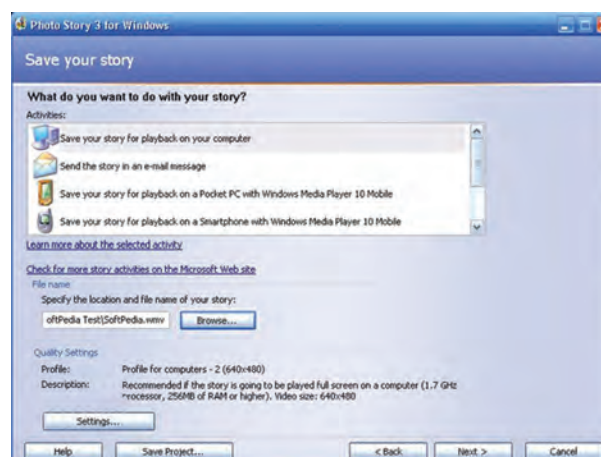 Photo Story 3 for Windows
Save your story
What do you want to do with your story?
Activities:
Save your story for playback on your computer
Send the story in an e-mail message
Save your story for playback on a Pocket PC with Windows Media Player 10 Mobile
Save your story for playback on a Smartphone with Windows Media Player 10 Mobile
Learn more about the selected activity
Check for more story activities on the Microsoft Web site
File name
Specify the location and file name of your story:
oftPedia Test\SoftPedia.wmv Browse...
Quality Settings
Profile: Profile for computers - 2 (640x480)
Description: Recommended if the story is going to be played full screen on a computer (1.7 GHz
processor, 256MB of RAM or higher). Video size: 640x480
Settings...
Help Save Project... < Back Next > Cancel